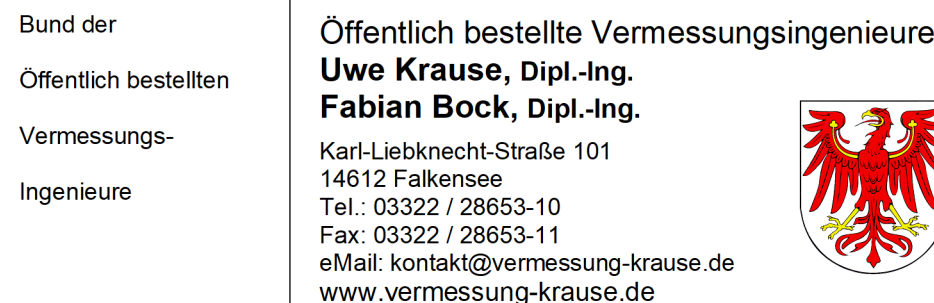 Bund der
Öffentlich bestellten
Vermessungs-
Ingenieure
Öffentlich bestellte Vermessungsingenieure
Uwe Krause, Dipl.-Ing.
Fabian Bock, Dipl.-Ing.
Karl-Liebknecht-Straße 101
14612 Falkensee
Tel.: 03322 / 28653-10
Fax: 03322 / 28653-11
eMail: kontakt@vermessung-krause.de
www.vermessung-krause.de